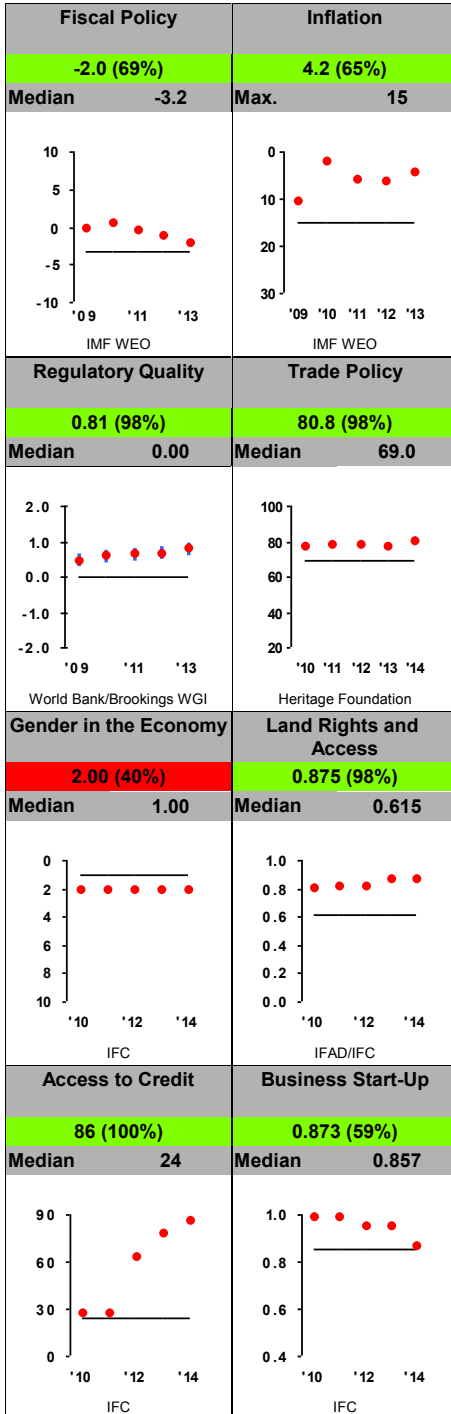 Fiscal Policy
-2.0 (69%)
Median -3.2
10
5
0
-5
-10
'09 '11 '13
IMF WEO
Inflation
4.2 (65%)
Max. 15
0
10
20
30
'09 '10 '11 '12 '13
IMF WEO
Regulatory Quality
0.81 (98%)
Median 0.00
2.0
1.0
0.0
-1.0
-2.0
'09 '11 '13
World Bank/Brookings WGI
Trade Policy
80.8 (98%)
Median 69.0
100
80
60
40
20
'10 '11 '12 '13 '14
Heritage Foundation
Gender in the Economy
2.00 (40%)
Median 1.00
0
2
4
6
8
10
'10 '12 '14
IFC
Land Rights and
Access
0.875 (98%)
Median 0.615
1.0
0.8
0.6
0.4
0.2
0.0
'10 '12 '14
IFAD/IFC
Access to Credit
86 (100%)
Median 24
90
60
30
0
'10 '12 '14
IFC
Business Start-Up
0.873 (59%)
Median 0.857
1.0
0.8
0.6
0.4
'10 '12 '14
IFC